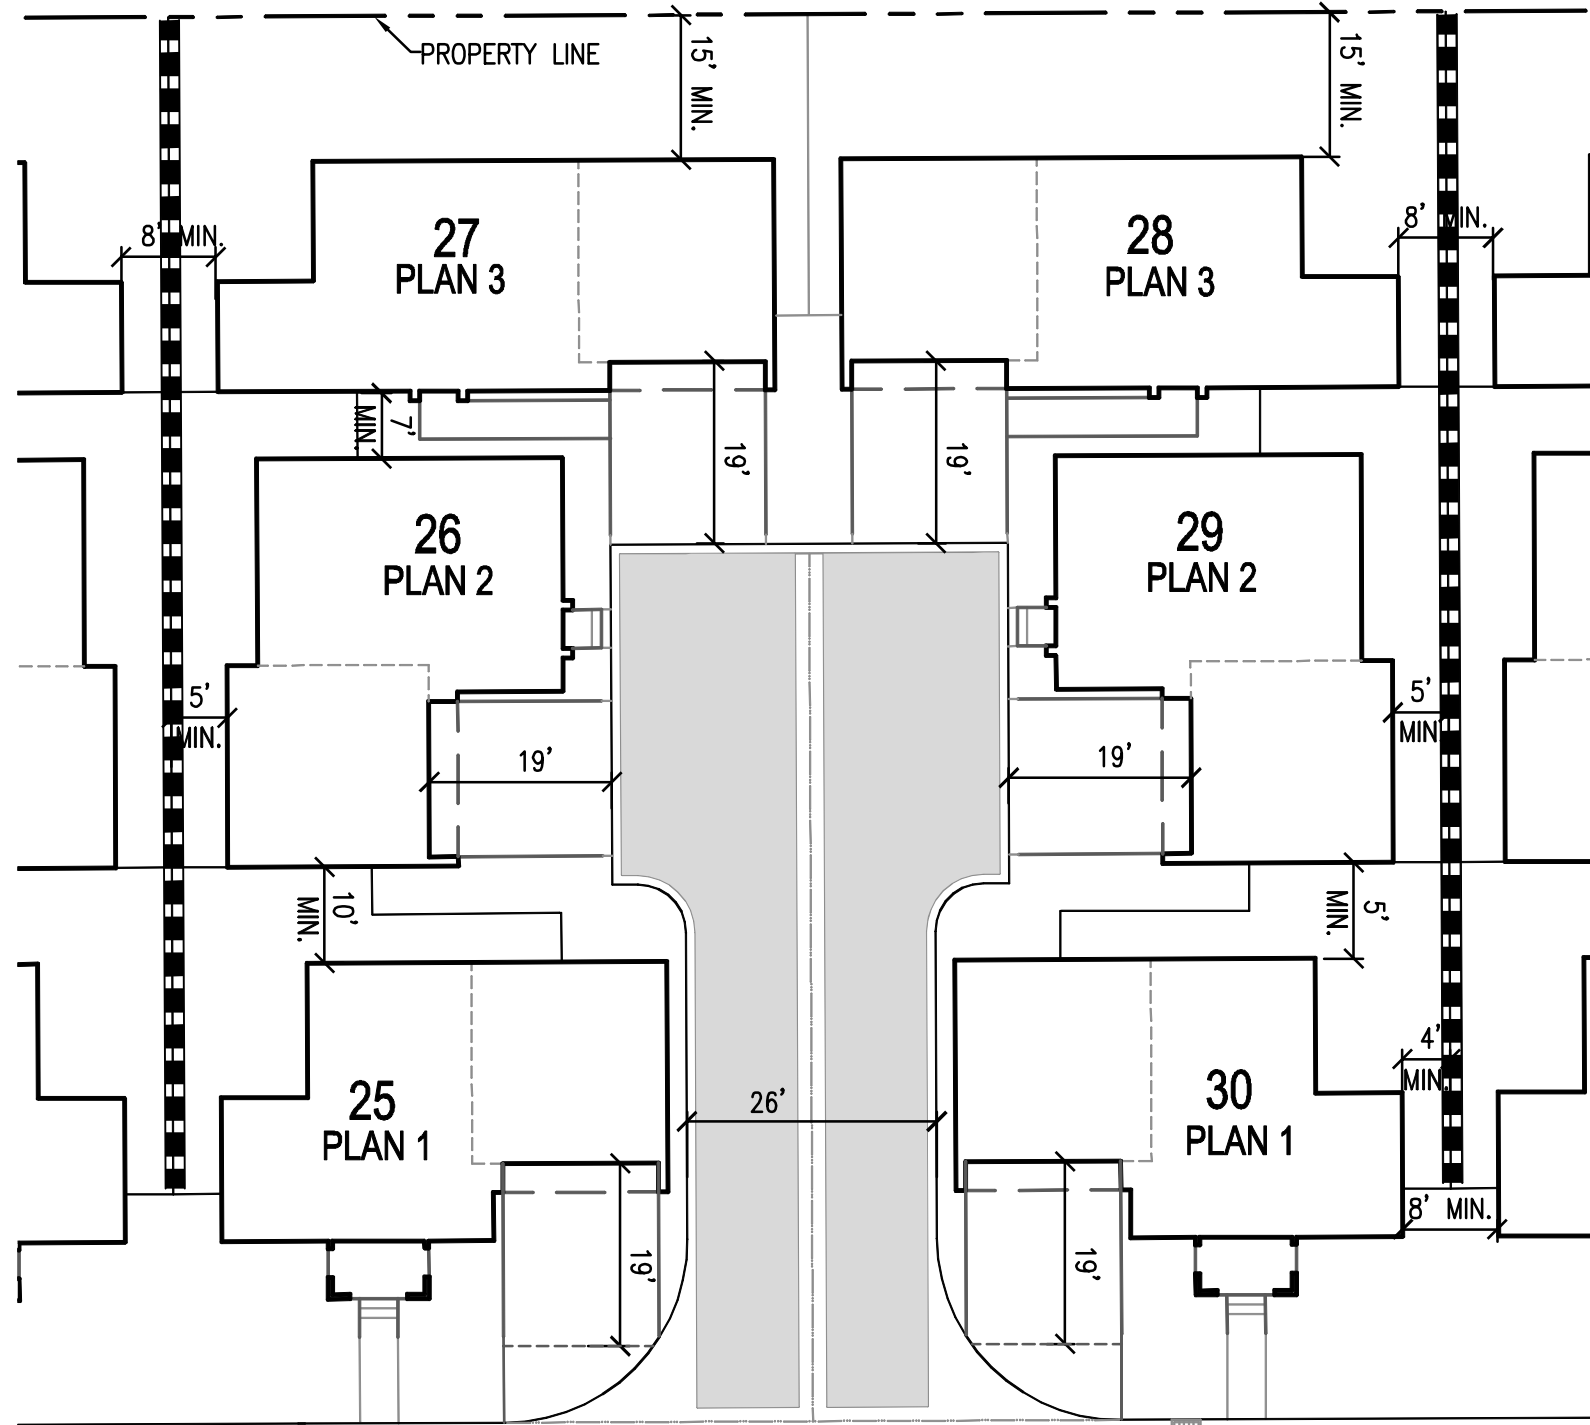 PROPERTY LINE
15' MIN.
15' MIN.
8' MIN.
27
PLAN 3
28
PLAN 3
8' MIN.
7'
MIN.
19'
19'
26
PLAN 2
29
PLAN 2
5'
MIN.
19'
19'
5'
MIN
10'
MIN.
5'
MIN.
25
PLAN 1
26'
30
PLAN 1
4'
MIN.
8' MIN.
19'
19'